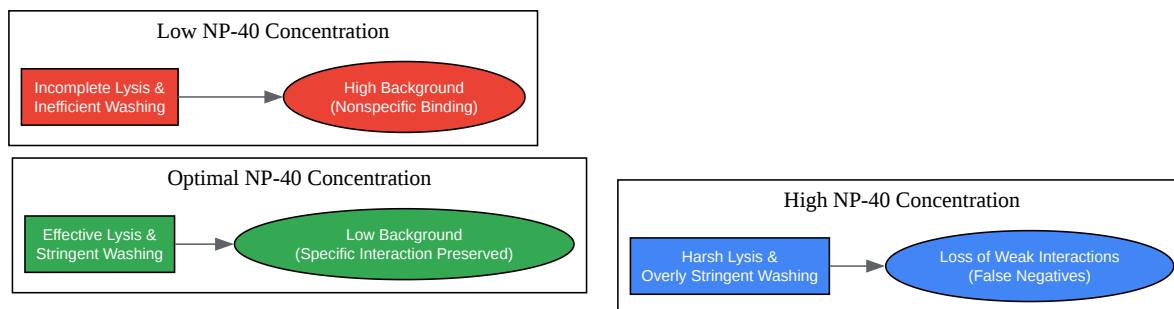 Low NP-40 Concentration
Incomplete Lysis &
Inefficient Washing
High Background
(Nonspecific Binding)
Optimal NP-40 Concentration
Effective Lysis &
Stringent Washing
Low Background
(Specific Interaction Preserved)
High NP-40 Concentration
Harsh Lysis &
Overly Stringent Washing
Loss of Weak Interactions
(False Negatives)